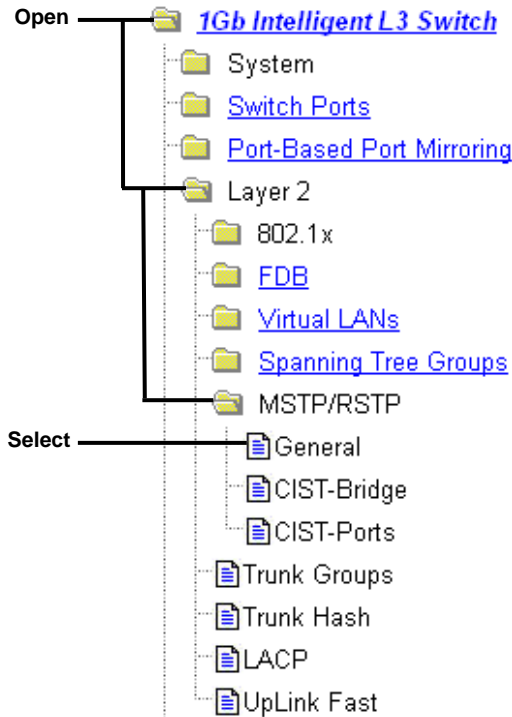 Open 1Gb Intelligent L3 Switch
System
Switch Ports
Port-Based Port Mirroring
Layer 2
802.1x
FDB
Virtual LANs
Spanning Tree Groups
MSTP/RSTP
Select General
CIST-Bridge
CIST-Ports
Trunk Groups
Trunk Hash
LACP
UpLink Fast